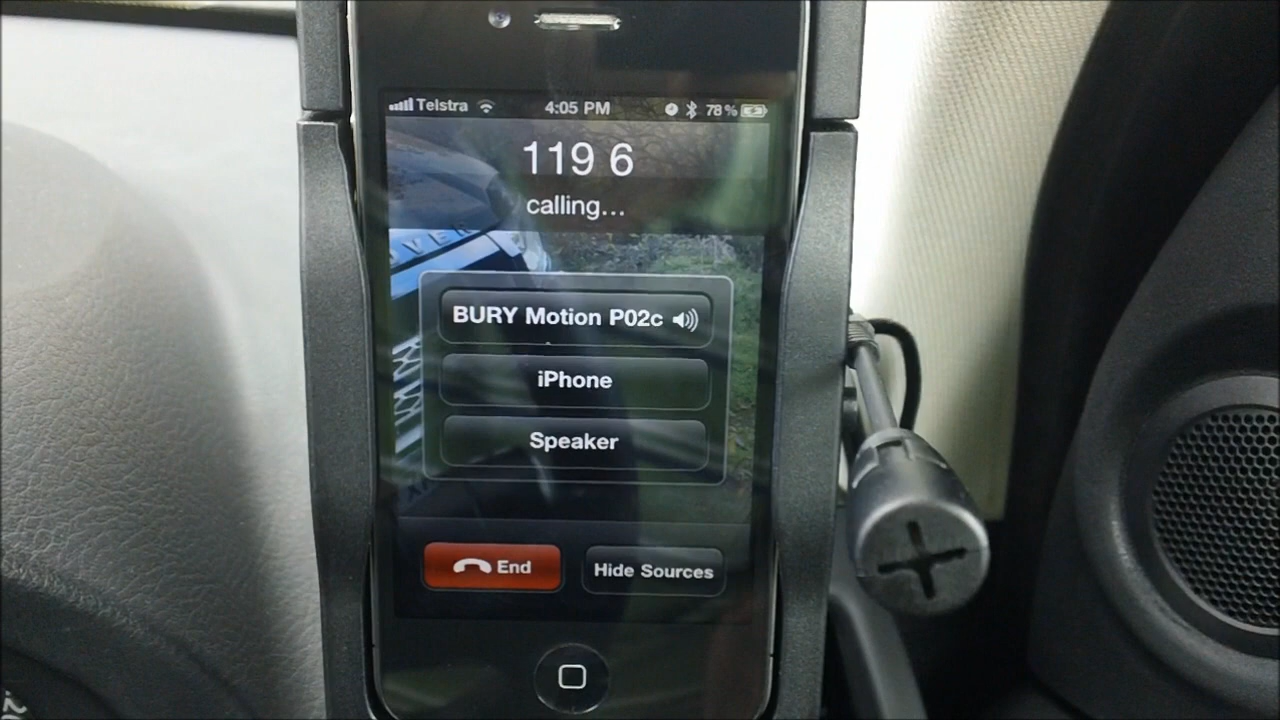 Telstra 4:05 PM 78%
119 6
calling...
BURY Motion P02c
iPhone
Speaker
End Hide Sources